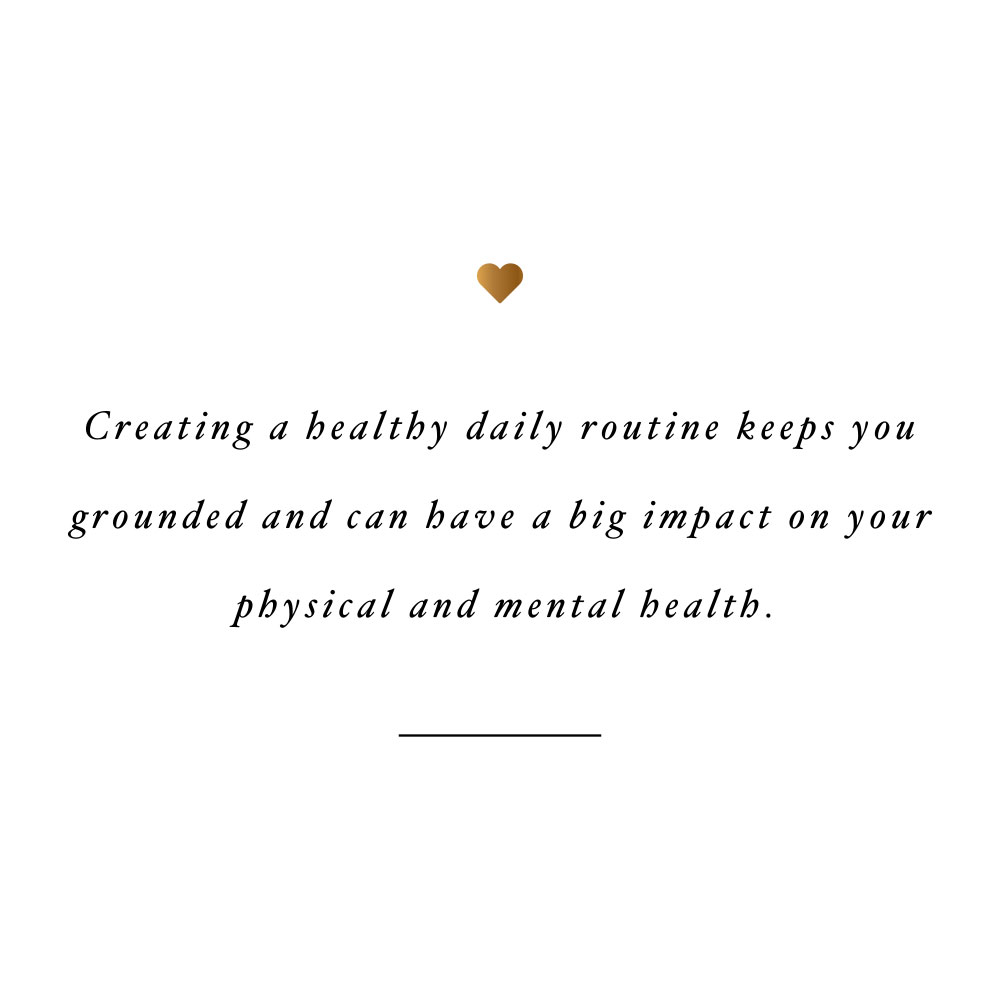 Creating a healthy daily routine keeps you
grounded and can have a big impact on your
physical and mental health.